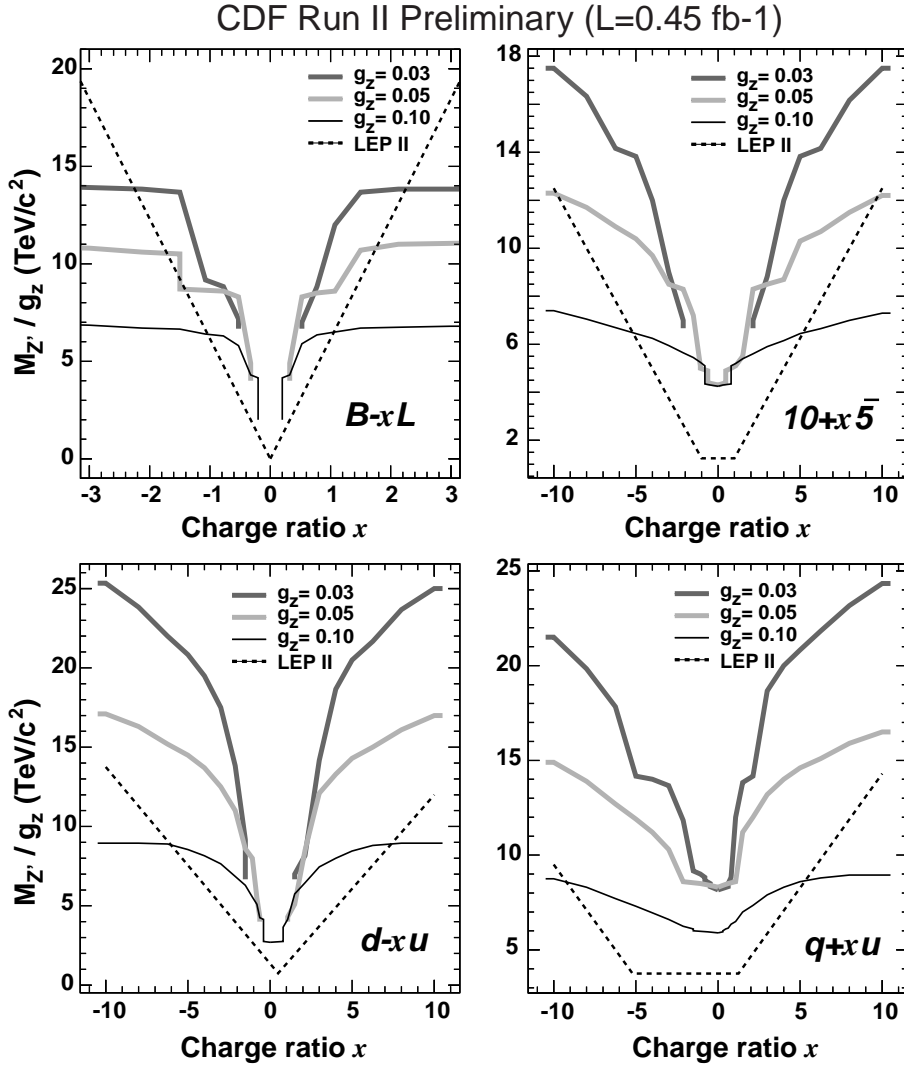 CDF Run II Preliminary (L=0.45 fb-1)
20
15
10
5
0
M_Z' / g_z (TeV/c^2)
g_z= 0.03
g_z= 0.05
g_z= 0.10
LEP II
B-xL
-3 -2 -1 0 1 2 3
Charge ratio x
18
14
10
6
2
g_z= 0.03
g_z= 0.05
g_z= 0.10
LEP II
10+x5̄
-10 -5 0 5 10
Charge ratio x
25
20
15
10
5
0
M_Z' / g_z (TeV/c^2)
g_z= 0.03
g_z= 0.05
g_z= 0.10
LEP II
d-xu
-10 -5 0 5 10
Charge ratio x
25
20
15
10
5
g_z= 0.03
g_z= 0.05
g_z= 0.10
LEP II
q+xu
-10 -5 0 5 10
Charge ratio x